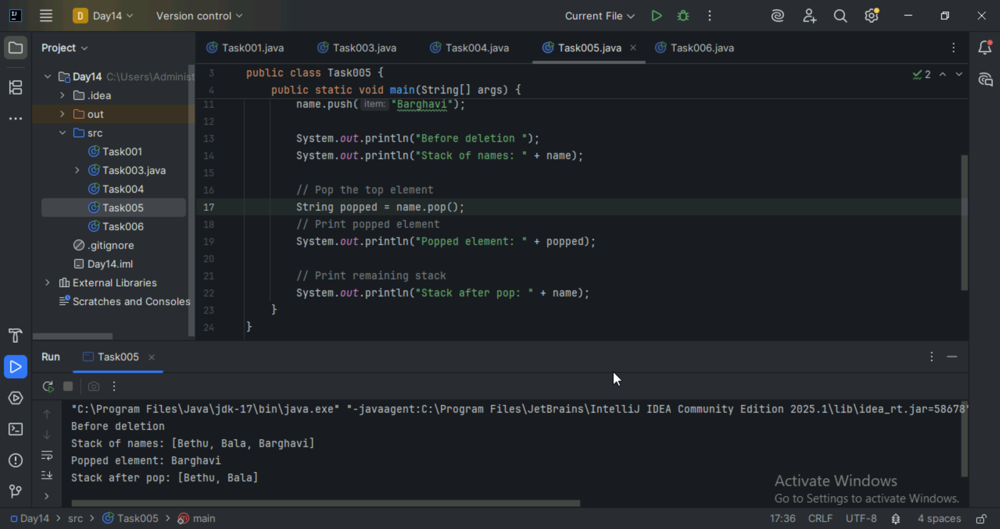 D Day14 Version control Current File
Project
Task001.java Task003.java Task004.java Task005.java Task006.java
Day14 C:\Users\Administ
.idea
out
src
Task001
Task003.java
Task004
Task005
Task006
.gitignore
Day14.iml
External Libraries
Scratches and Consoles
3 public class Task005 {
4 public static void main(String[] args) {
2
11 name.push( item: "Barghavi");
12
13 System.out.println("Before deletion ");
14 System.out.println("Stack of names: " + name);
15
16 // Pop the top element
17 String popped = name.pop();
18 // Print popped element
19 System.out.println("Popped element: " + popped);
20
21 // Print remaining stack
22 System.out.println("Stack after pop: " + name);
23 }
24 }
Run Task005
"C:\Program Files\Java\jdk-17\bin\java.exe" "-javaagent:C:\Program Files\JetBrains\IntelliJ IDEA Community Edition 2025.1\lib\idea_rt.jar=58678
Before deletion
Stack of names: [Bethu, Bala, Barghavi]
Popped element: Barghavi
Stack after pop: [Bethu, Bala]
Activate Windows
Go to Settings to activate Windows.
Day14 > src > Task005 > main
17:36 CRLF UTF-8 4 spaces